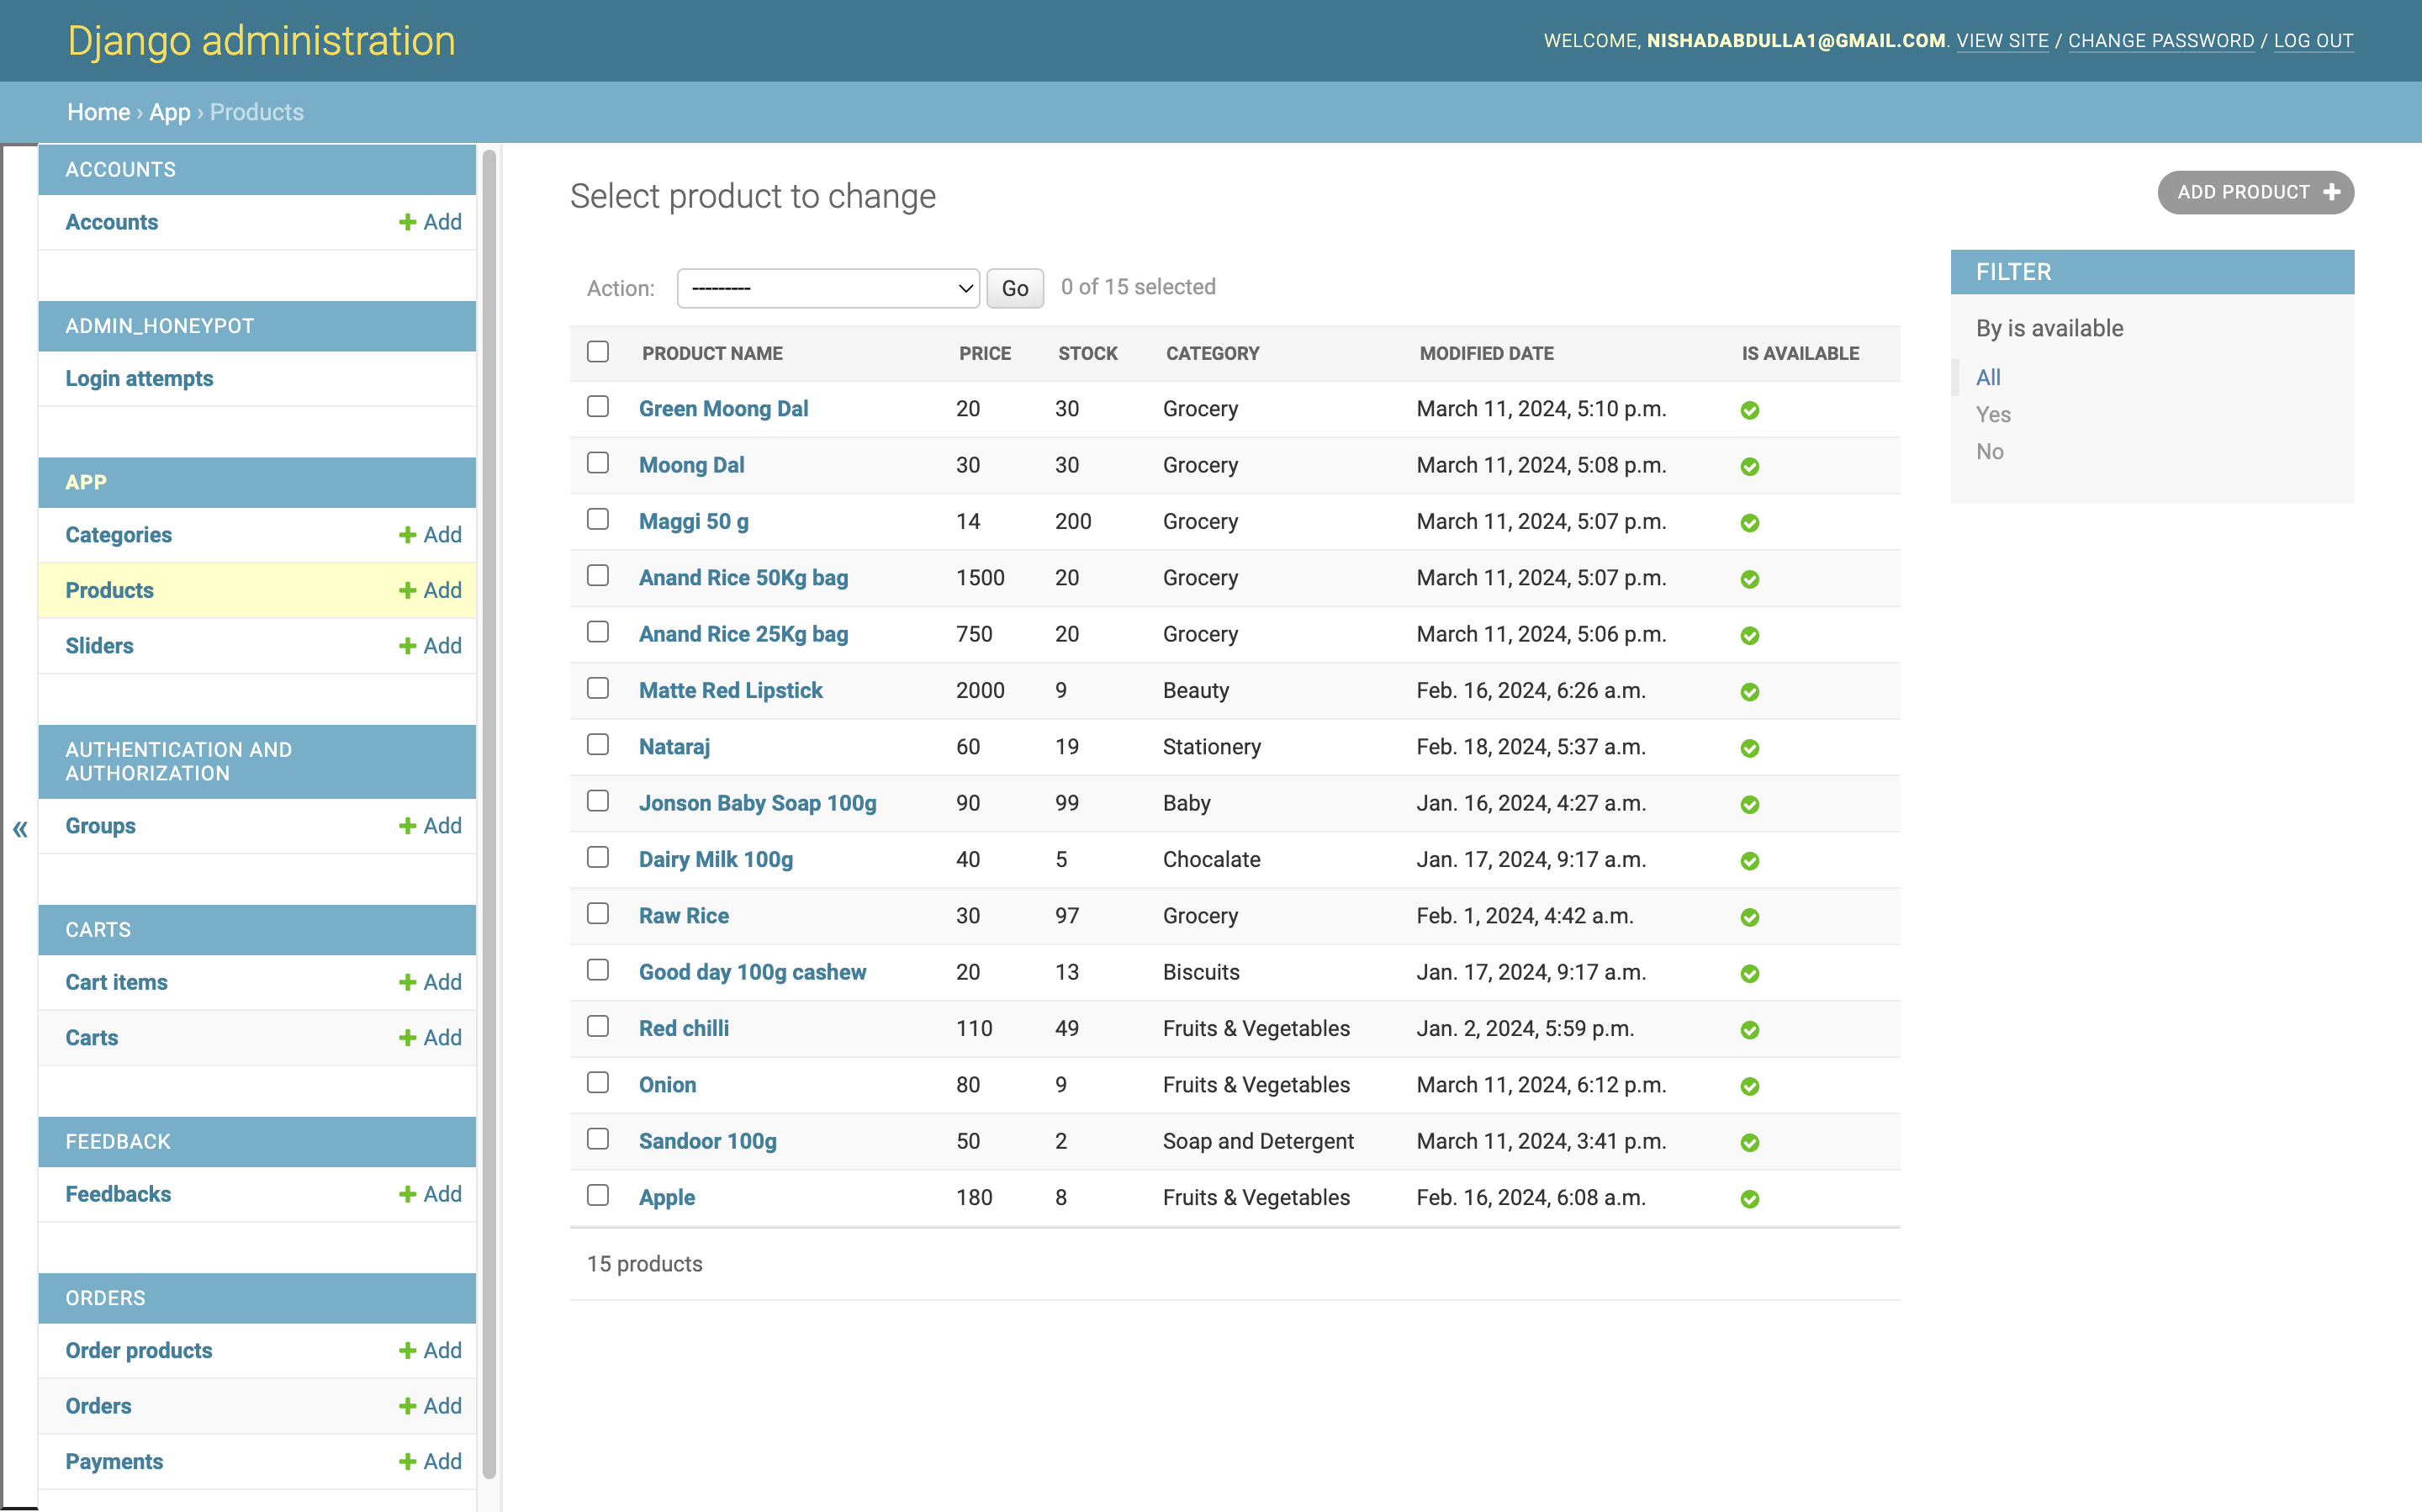 Django administration
WELCOME, NISHADABDULLA1@GMAIL.COM. VIEW SITE / CHANGE PASSWORD / LOG OUT
Home › App › Products
ACCOUNTS
Accounts + Add
ADMIN_HONEYPOT
Login attempts
APP
Categories + Add
Products + Add
Sliders + Add
AUTHENTICATION AND
AUTHORIZATION
Groups + Add
CARTS
Cart items + Add
Carts + Add
FEEDBACK
Feedbacks + Add
ORDERS
Order products + Add
Orders + Add
Payments + Add
«
Select product to change
ADD PRODUCT +
Action: --------- Go 0 of 15 selected
PRODUCT NAME PRICE STOCK CATEGORY MODIFIED DATE IS AVAILABLE
Green Moong Dal 20 30 Grocery March 11, 2024, 5:10 p.m.
Moong Dal 30 30 Grocery March 11, 2024, 5:08 p.m.
Maggi 50 g 14 200 Grocery March 11, 2024, 5:07 p.m.
Anand Rice 50Kg bag 1500 20 Grocery March 11, 2024, 5:07 p.m.
Anand Rice 25Kg bag 750 20 Grocery March 11, 2024, 5:06 p.m.
Matte Red Lipstick 2000 9 Beauty Feb. 16, 2024, 6:26 a.m.
Nataraj 60 19 Stationery Feb. 18, 2024, 5:37 a.m.
Jonson Baby Soap 100g 90 99 Baby Jan. 16, 2024, 4:27 a.m.
Dairy Milk 100g 40 5 Chocalate Jan. 17, 2024, 9:17 a.m.
Raw Rice 30 97 Grocery Feb. 1, 2024, 4:42 a.m.
Good day 100g cashew 20 13 Biscuits Jan. 17, 2024, 9:17 a.m.
Red chilli 110 49 Fruits & Vegetables Jan. 2, 2024, 5:59 p.m.
Onion 80 9 Fruits & Vegetables March 11, 2024, 6:12 p.m.
Sandoor 100g 50 2 Soap and Detergent March 11, 2024, 3:41 p.m.
Apple 180 8 Fruits & Vegetables Feb. 16, 2024, 6:08 a.m.
15 products
FILTER
By is available
All
Yes
No